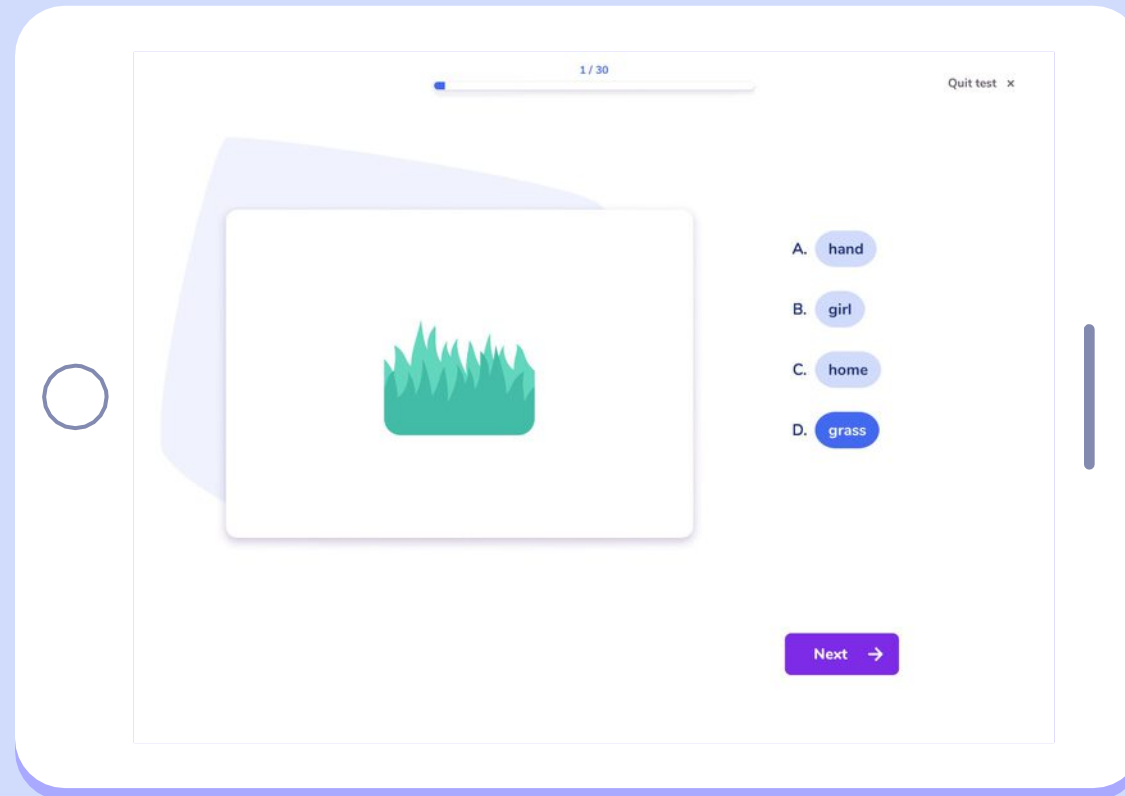 1 / 30
Quit test ×
A. hand
B. girl
C. home
D. grass
Next →